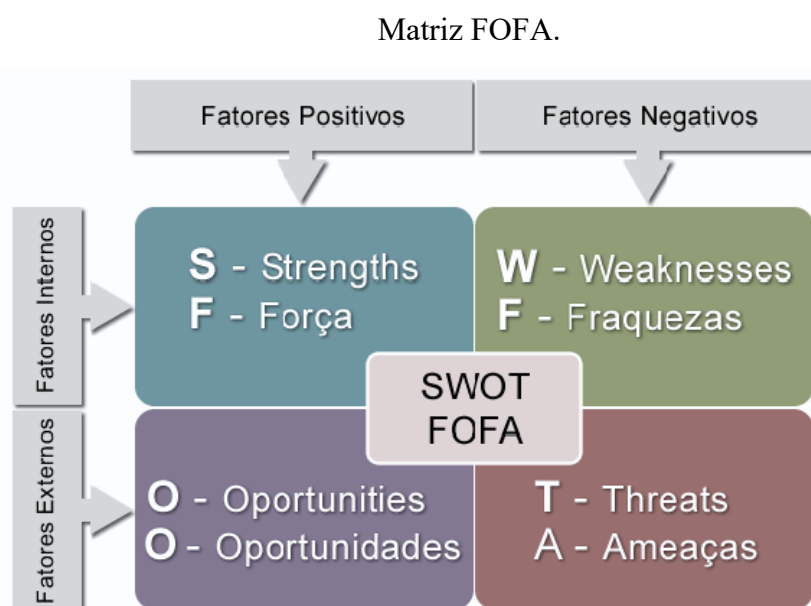 Matriz FOFA.
Fatores Positivos
Fatores Negativos
Fatores Internos
S - Strengths
F - Força
W - Weaknesses
F - Fraquezas
SWOT
FOFA
Fatores Externos
O - Oportunities
O - Oportunidades
T - Threats
A - Ameaças